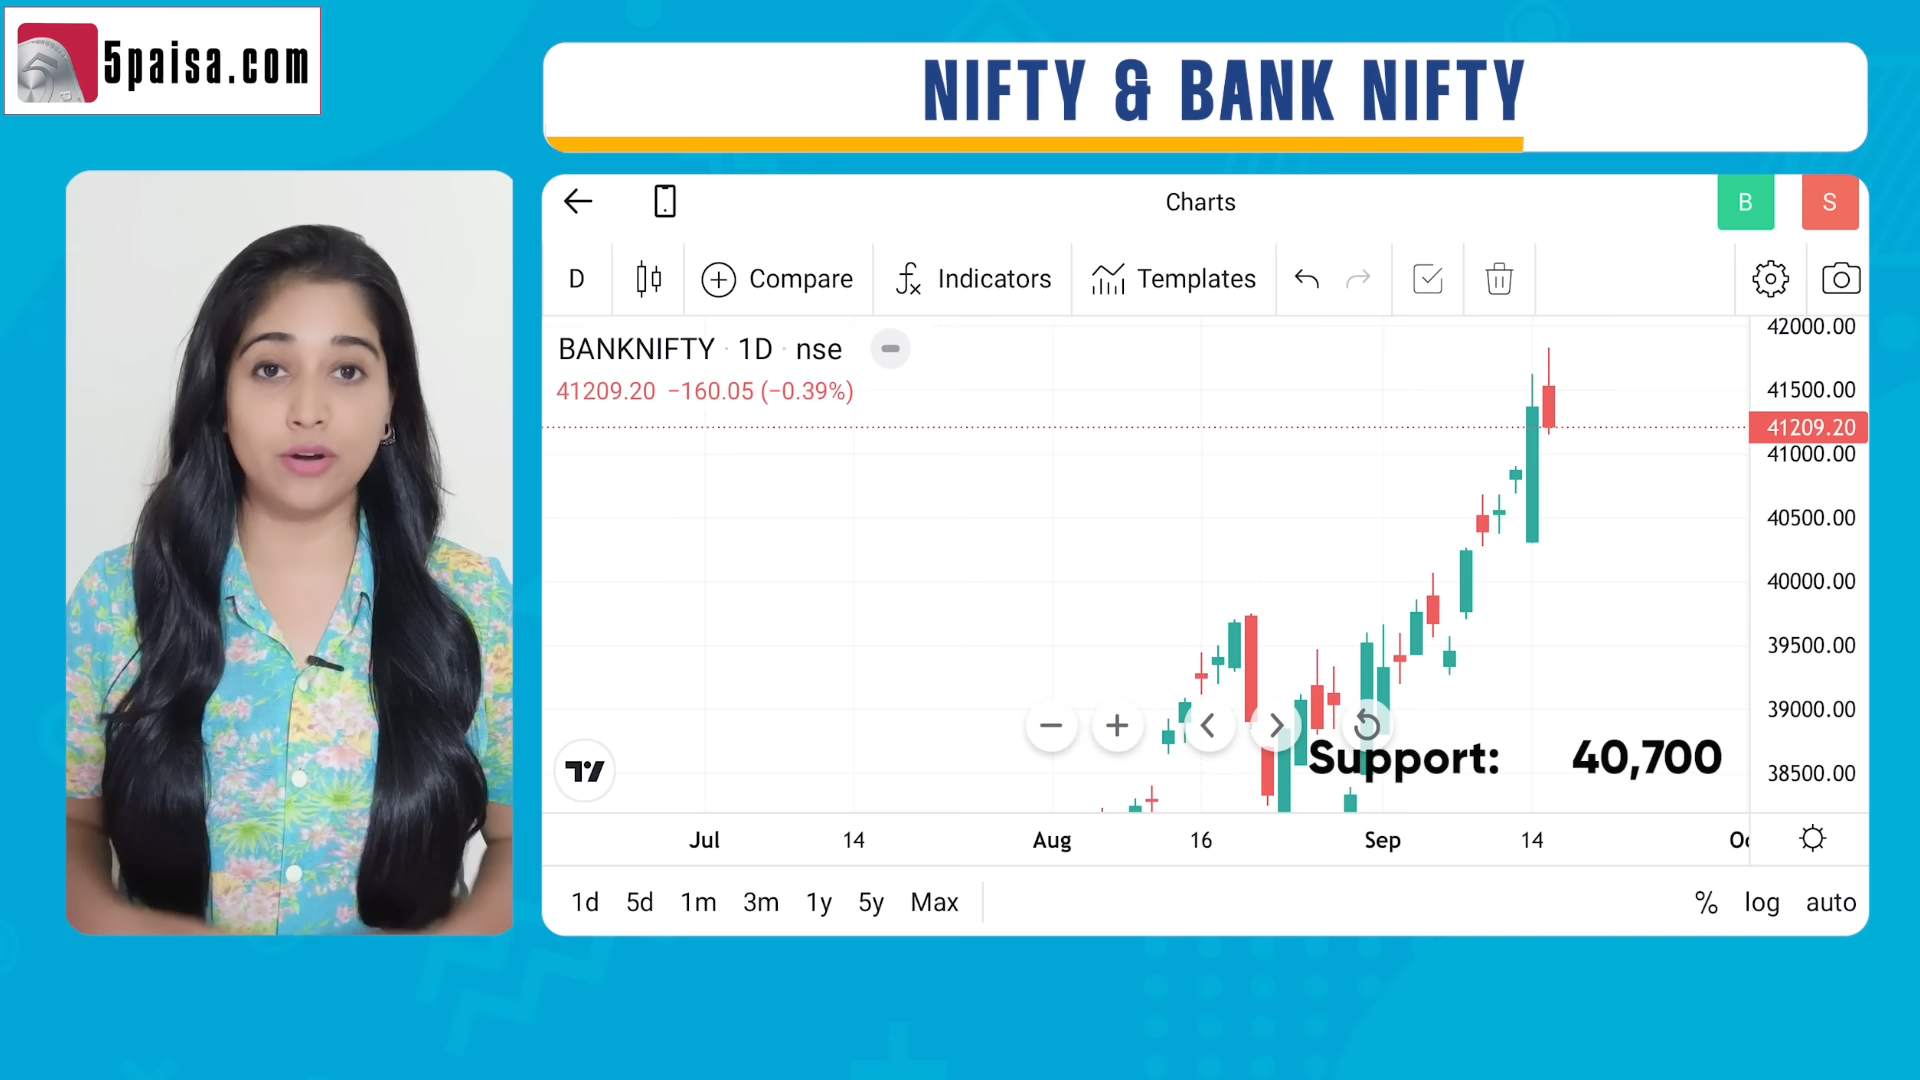 5paisa.com
NIFTY & BANK NIFTY
Charts
B
S
D
Compare
Indicators
Templates
BANKNIFTY · 1D · nse
41209.20 −160.05 (−0.39%)
42000.00
41500.00
41209.20
41000.00
40500.00
40000.00
39500.00
39000.00
38500.00
Support: 40,700
Jul 14 Aug 16 Sep 14
1d 5d 1m 3m 1y 5y Max
% log auto